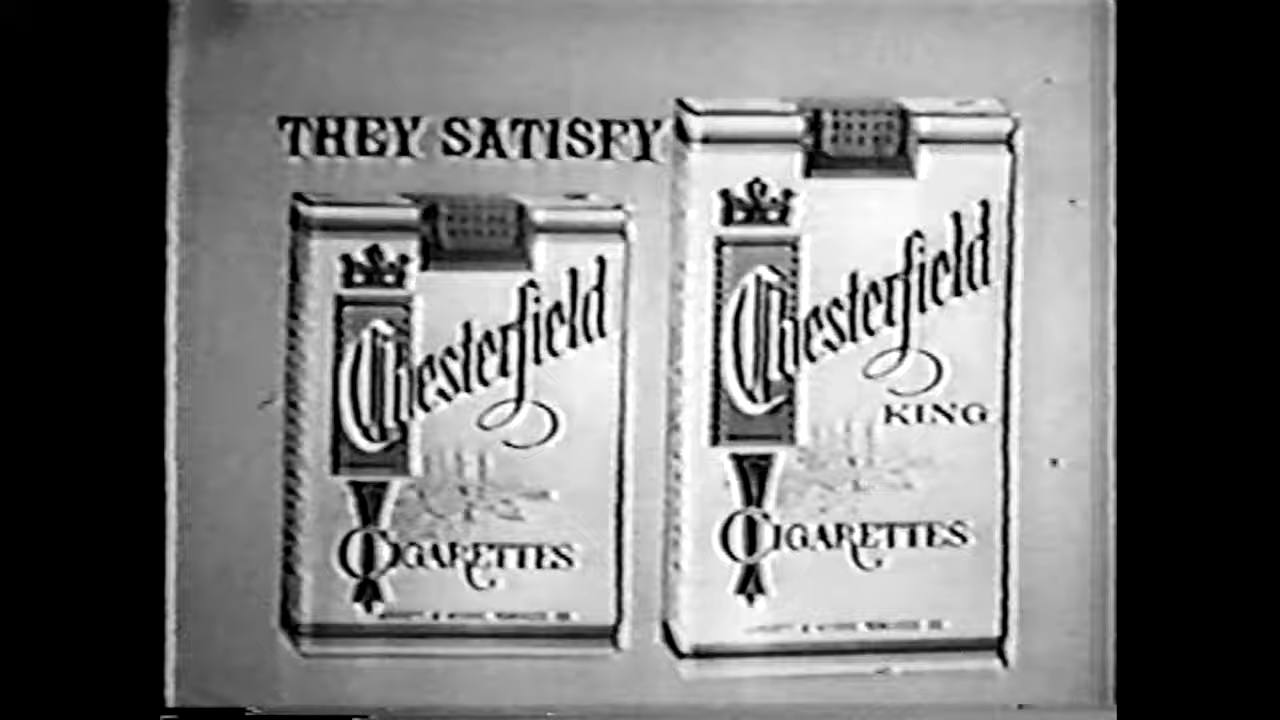 THEY SATISFY
Chesterfield
CIGARETTES
Chesterfield
KING
CIGARETTES